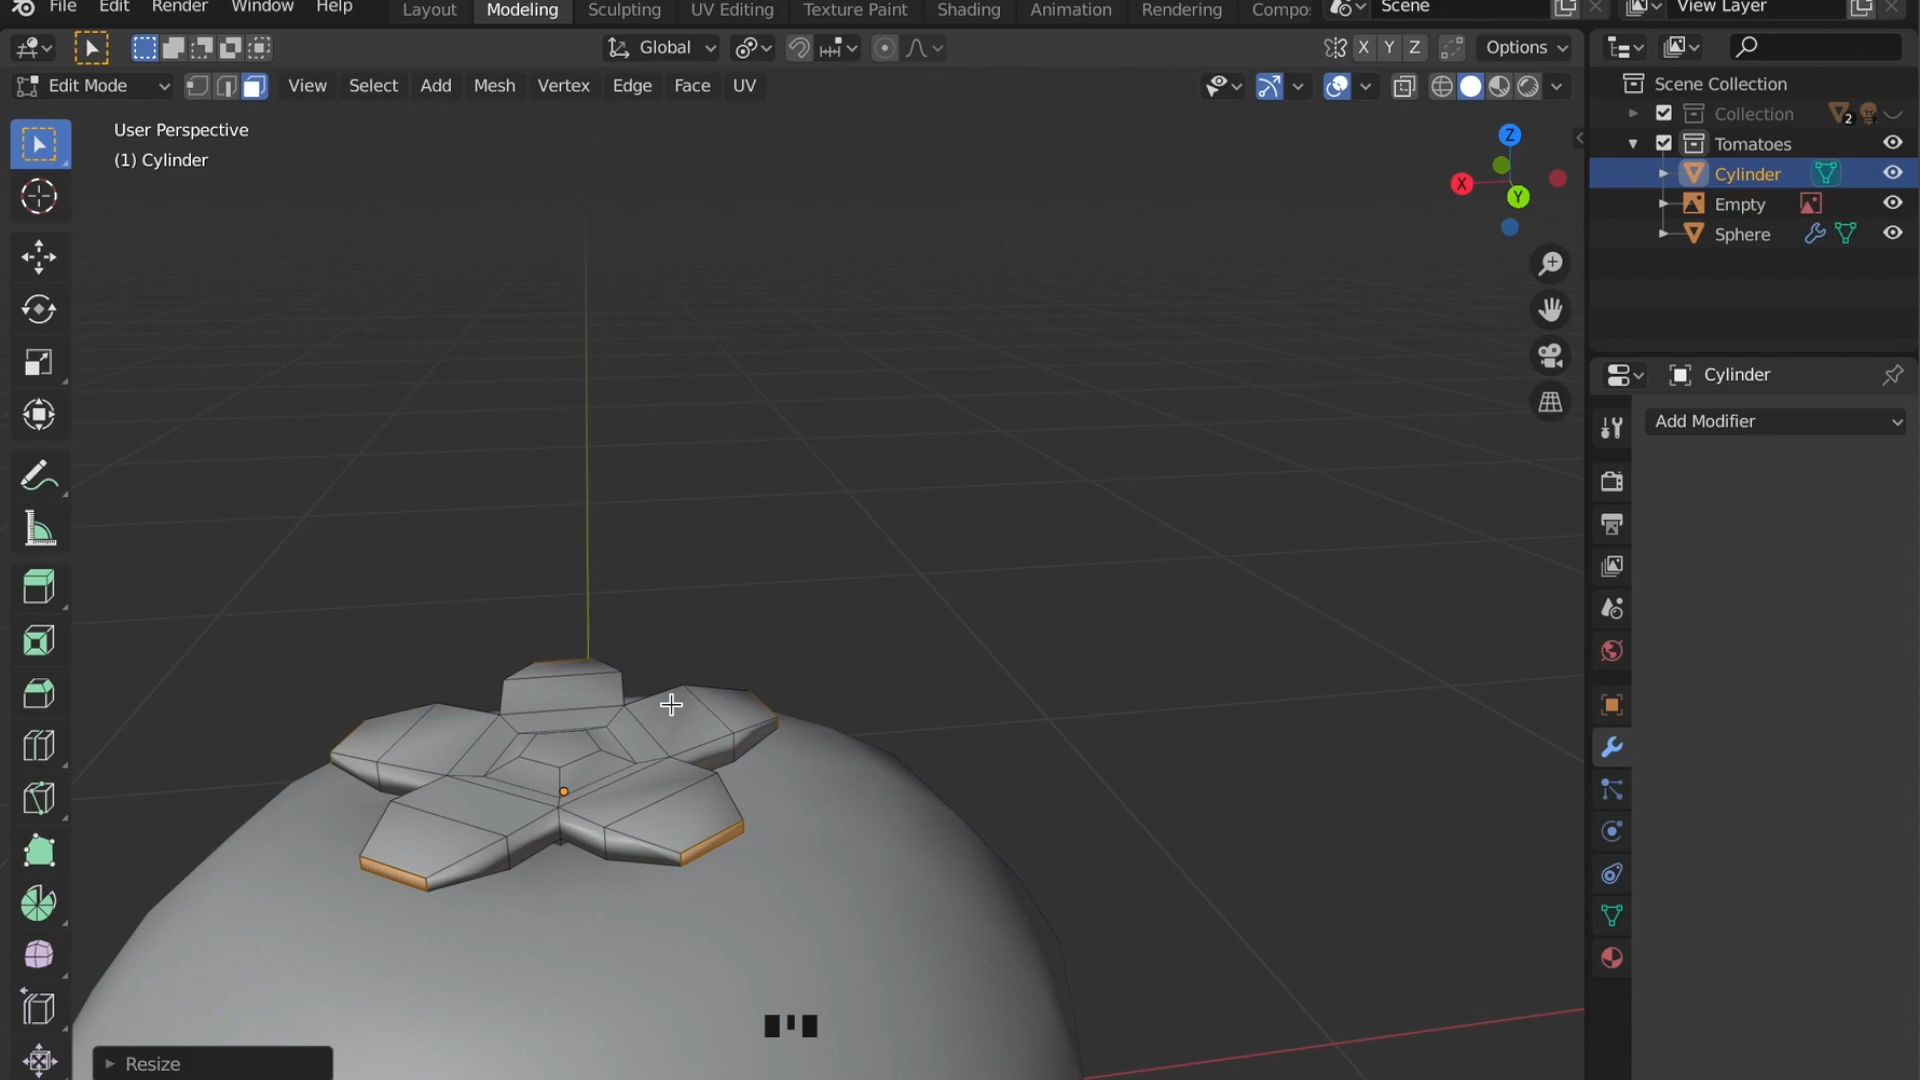 File Edit Render Window Help Layout Modeling Sculpting UV Editing Texture Paint Shading Animation Rendering Compo Scene View Layer
Global X Y Z Options
Edit Mode View Select Add Mesh Vertex Edge Face UV
Scene Collection
Collection 2
Tomatoes
Cylinder
Empty
Sphere
User Perspective
(1) Cylinder
Z
X
Y
Cylinder
Add Modifier
Resize